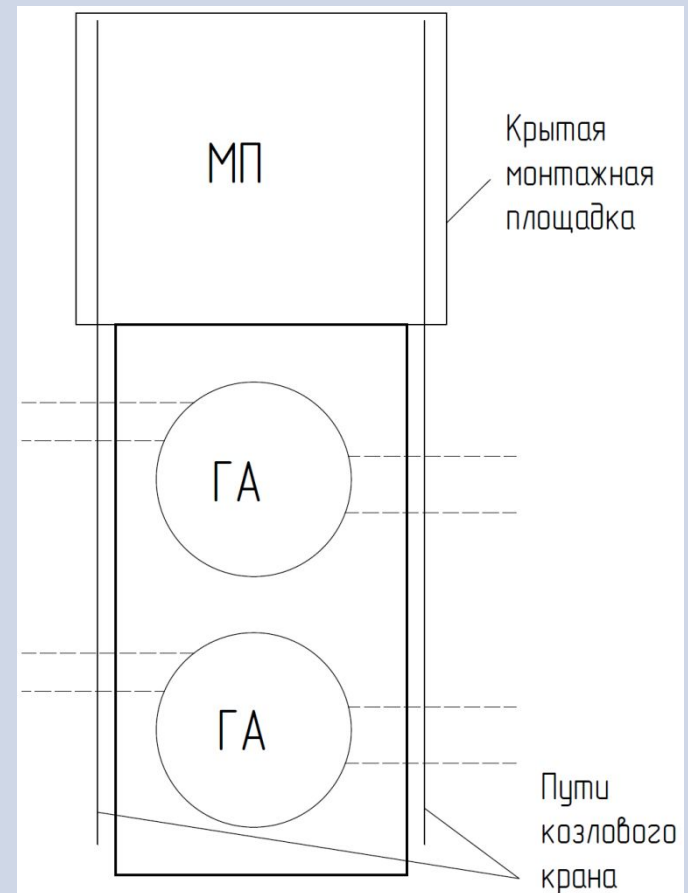 МП
Крытая
монтажная
площадка
ГА
ГА
Пути
козлового
крана